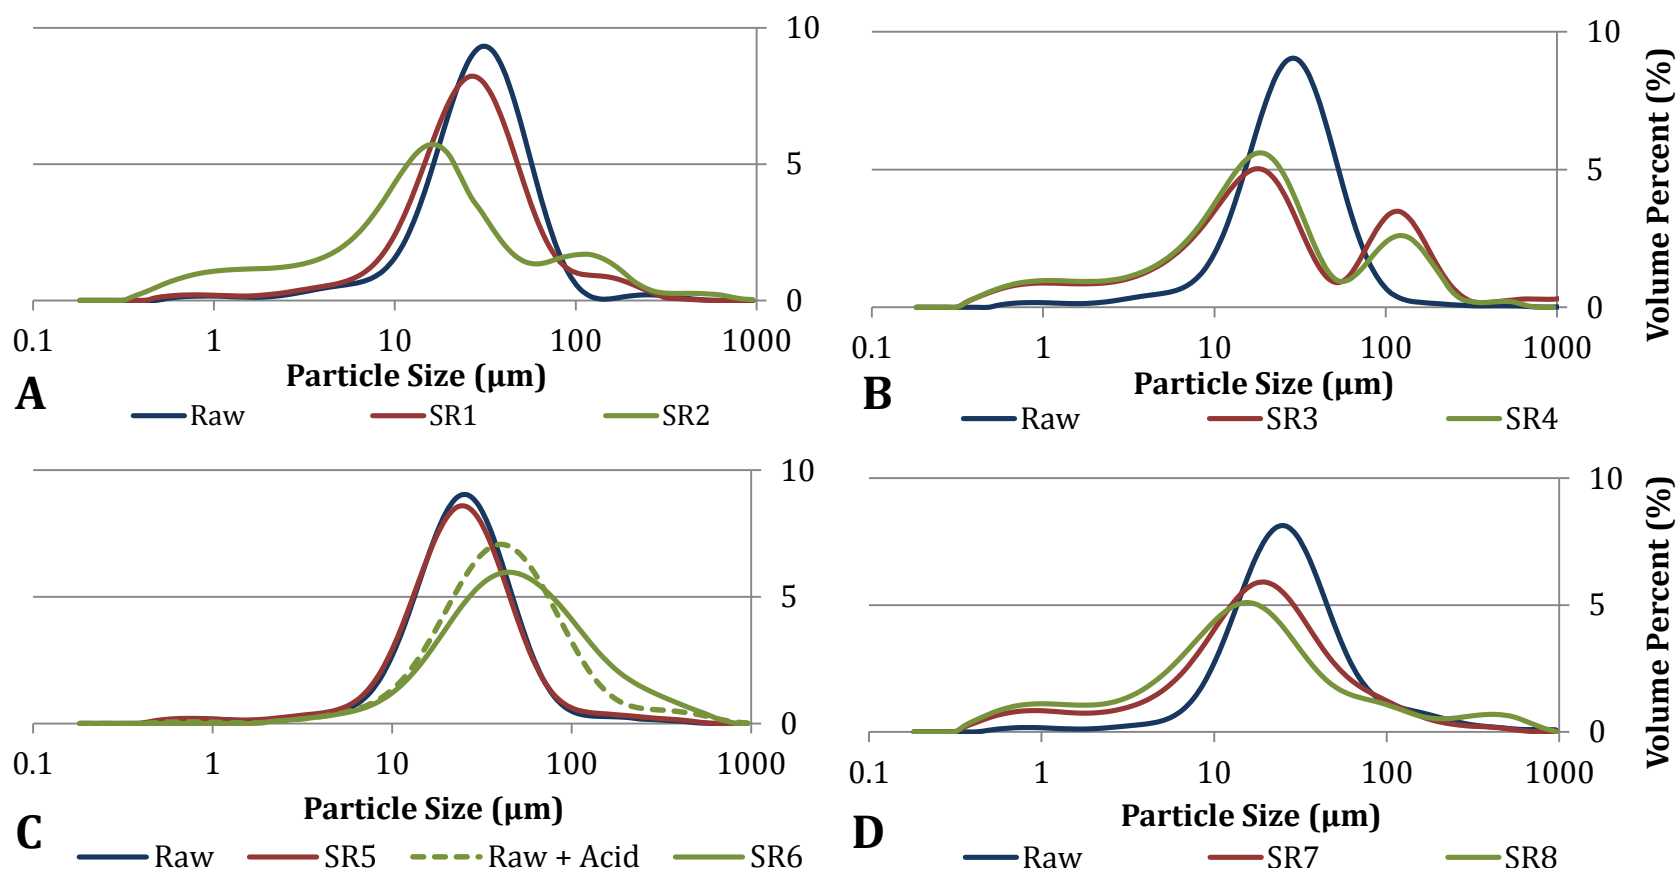 10
5
0
0.1 1 10 100 1000
Particle Size (µm)
A
Raw SR1 SR2
10
5
0
Volume Percent (%)
0.1 1 10 100 1000
Particle Size (µm)
B
Raw SR3 SR4
10
5
0
0.1 1 10 100 1000
Particle Size (µm)
C
Raw SR5 Raw + Acid SR6
10
5
0
Volume Percent (%)
0.1 1 10 100 1000
Particle Size (µm)
D
Raw SR7 SR8